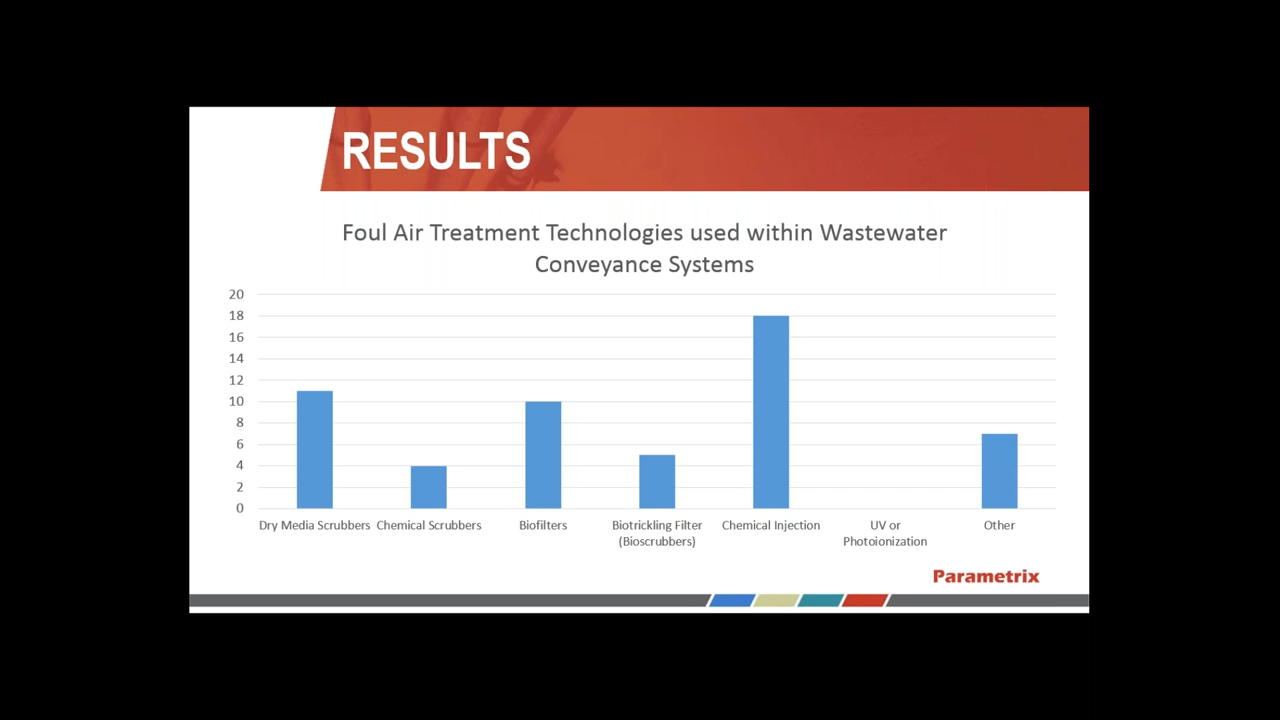 RESULTS
Foul Air Treatment Technologies used within Wastewater
Conveyance Systems
20
18
16
14
12
10
8
6
4
2
0
Dry Media Scrubbers
Chemical Scrubbers
Biofilters
Biotrickling Filter
(Bioscrubbers)
Chemical Injection
UV or
Photoionization
Other
Parametrix